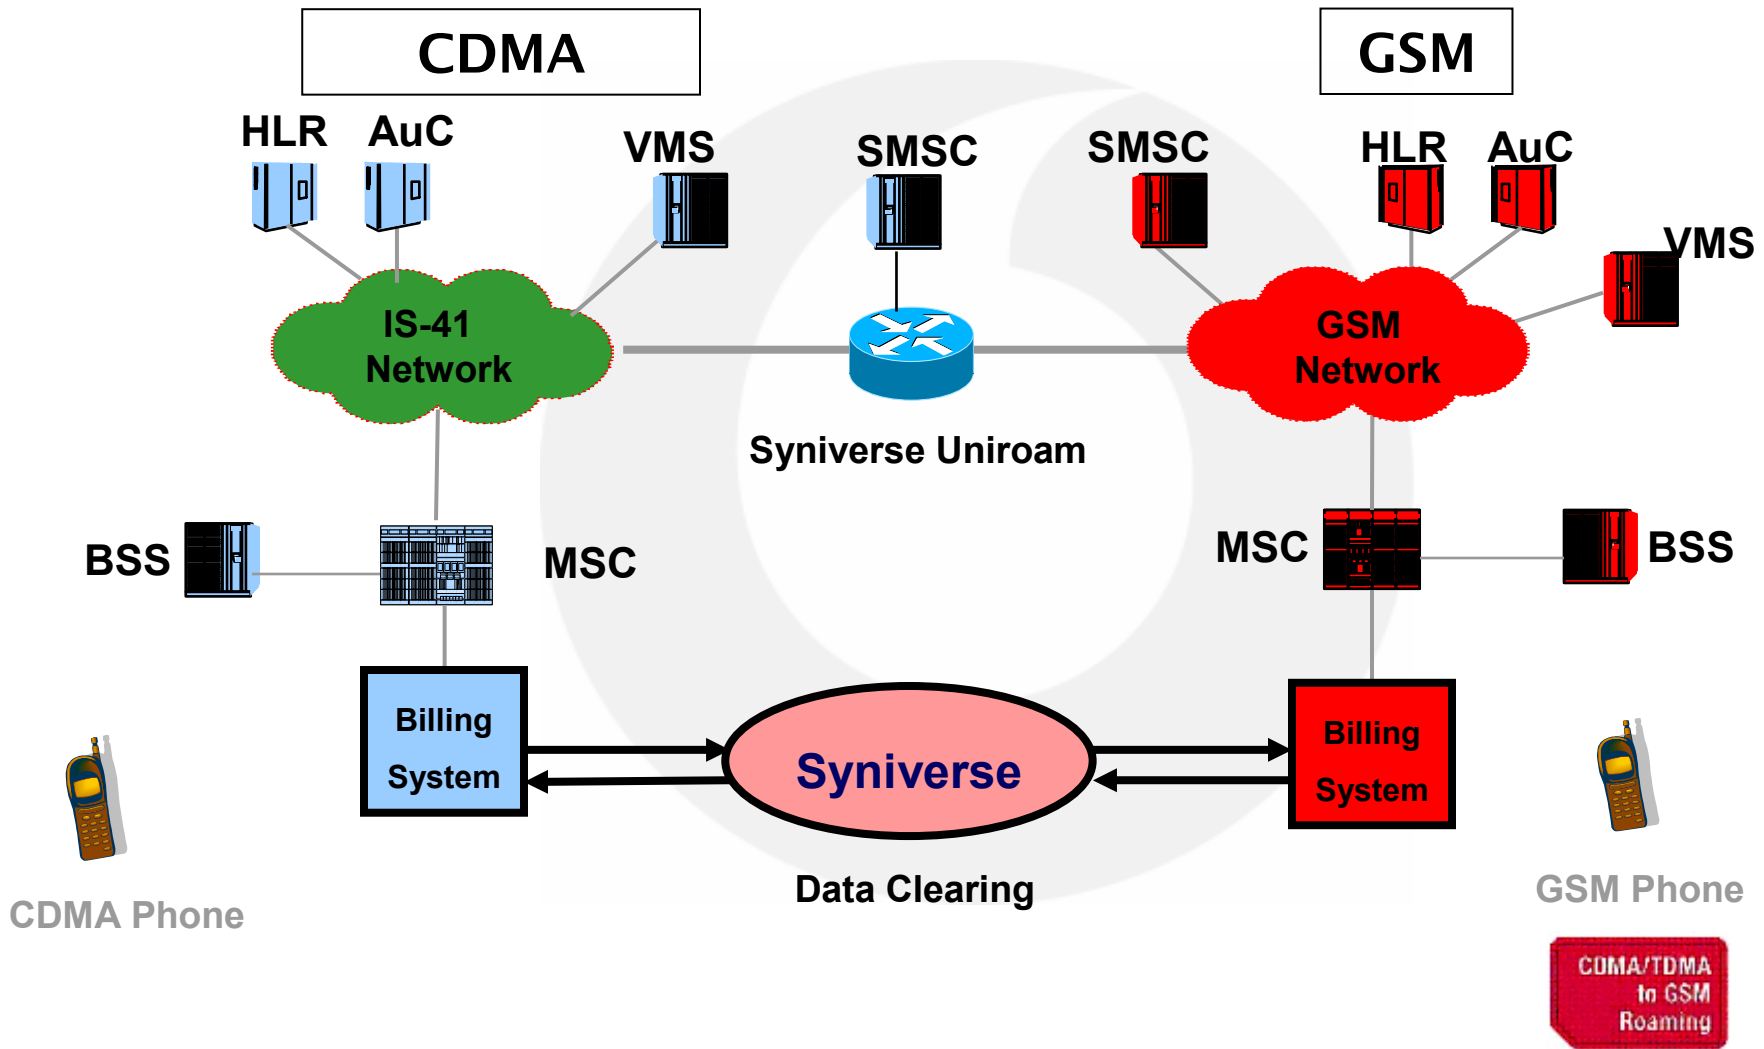 CDMA
GSM
HLR
AuC
VMS
SMSC
SMSC
HLR
AuC
VMS
IS-41
Network
GSM
Network
Syniverse Uniroam
BSS
MSC
MSC
BSS
Billing
System
Syniverse
Billing
System
Data Clearing
CDMA Phone
GSM Phone
CDMA/TDMA
to GSM
Roaming